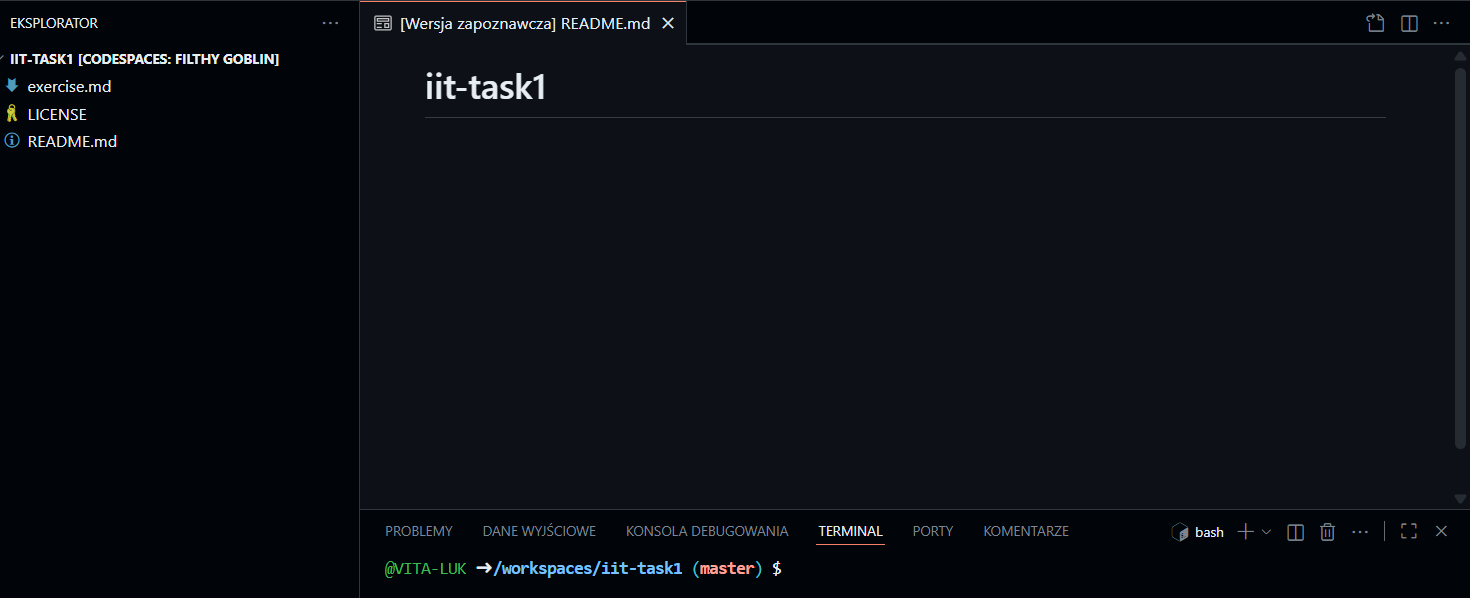 EKSPLORATOR
IIT-TASK1 [CODESPACES: FILTHY GOBLIN]
exercise.md
LICENSE
README.md
[Wersja zapoznawcza] README.md
iit-task1
PROBLEMY DANE WYJŚCIOWE KONSOLA DEBUGOWANIA TERMINAL PORTY KOMENTARZE bash
@VITA-LUK ➜/workspaces/iit-task1 (master) $